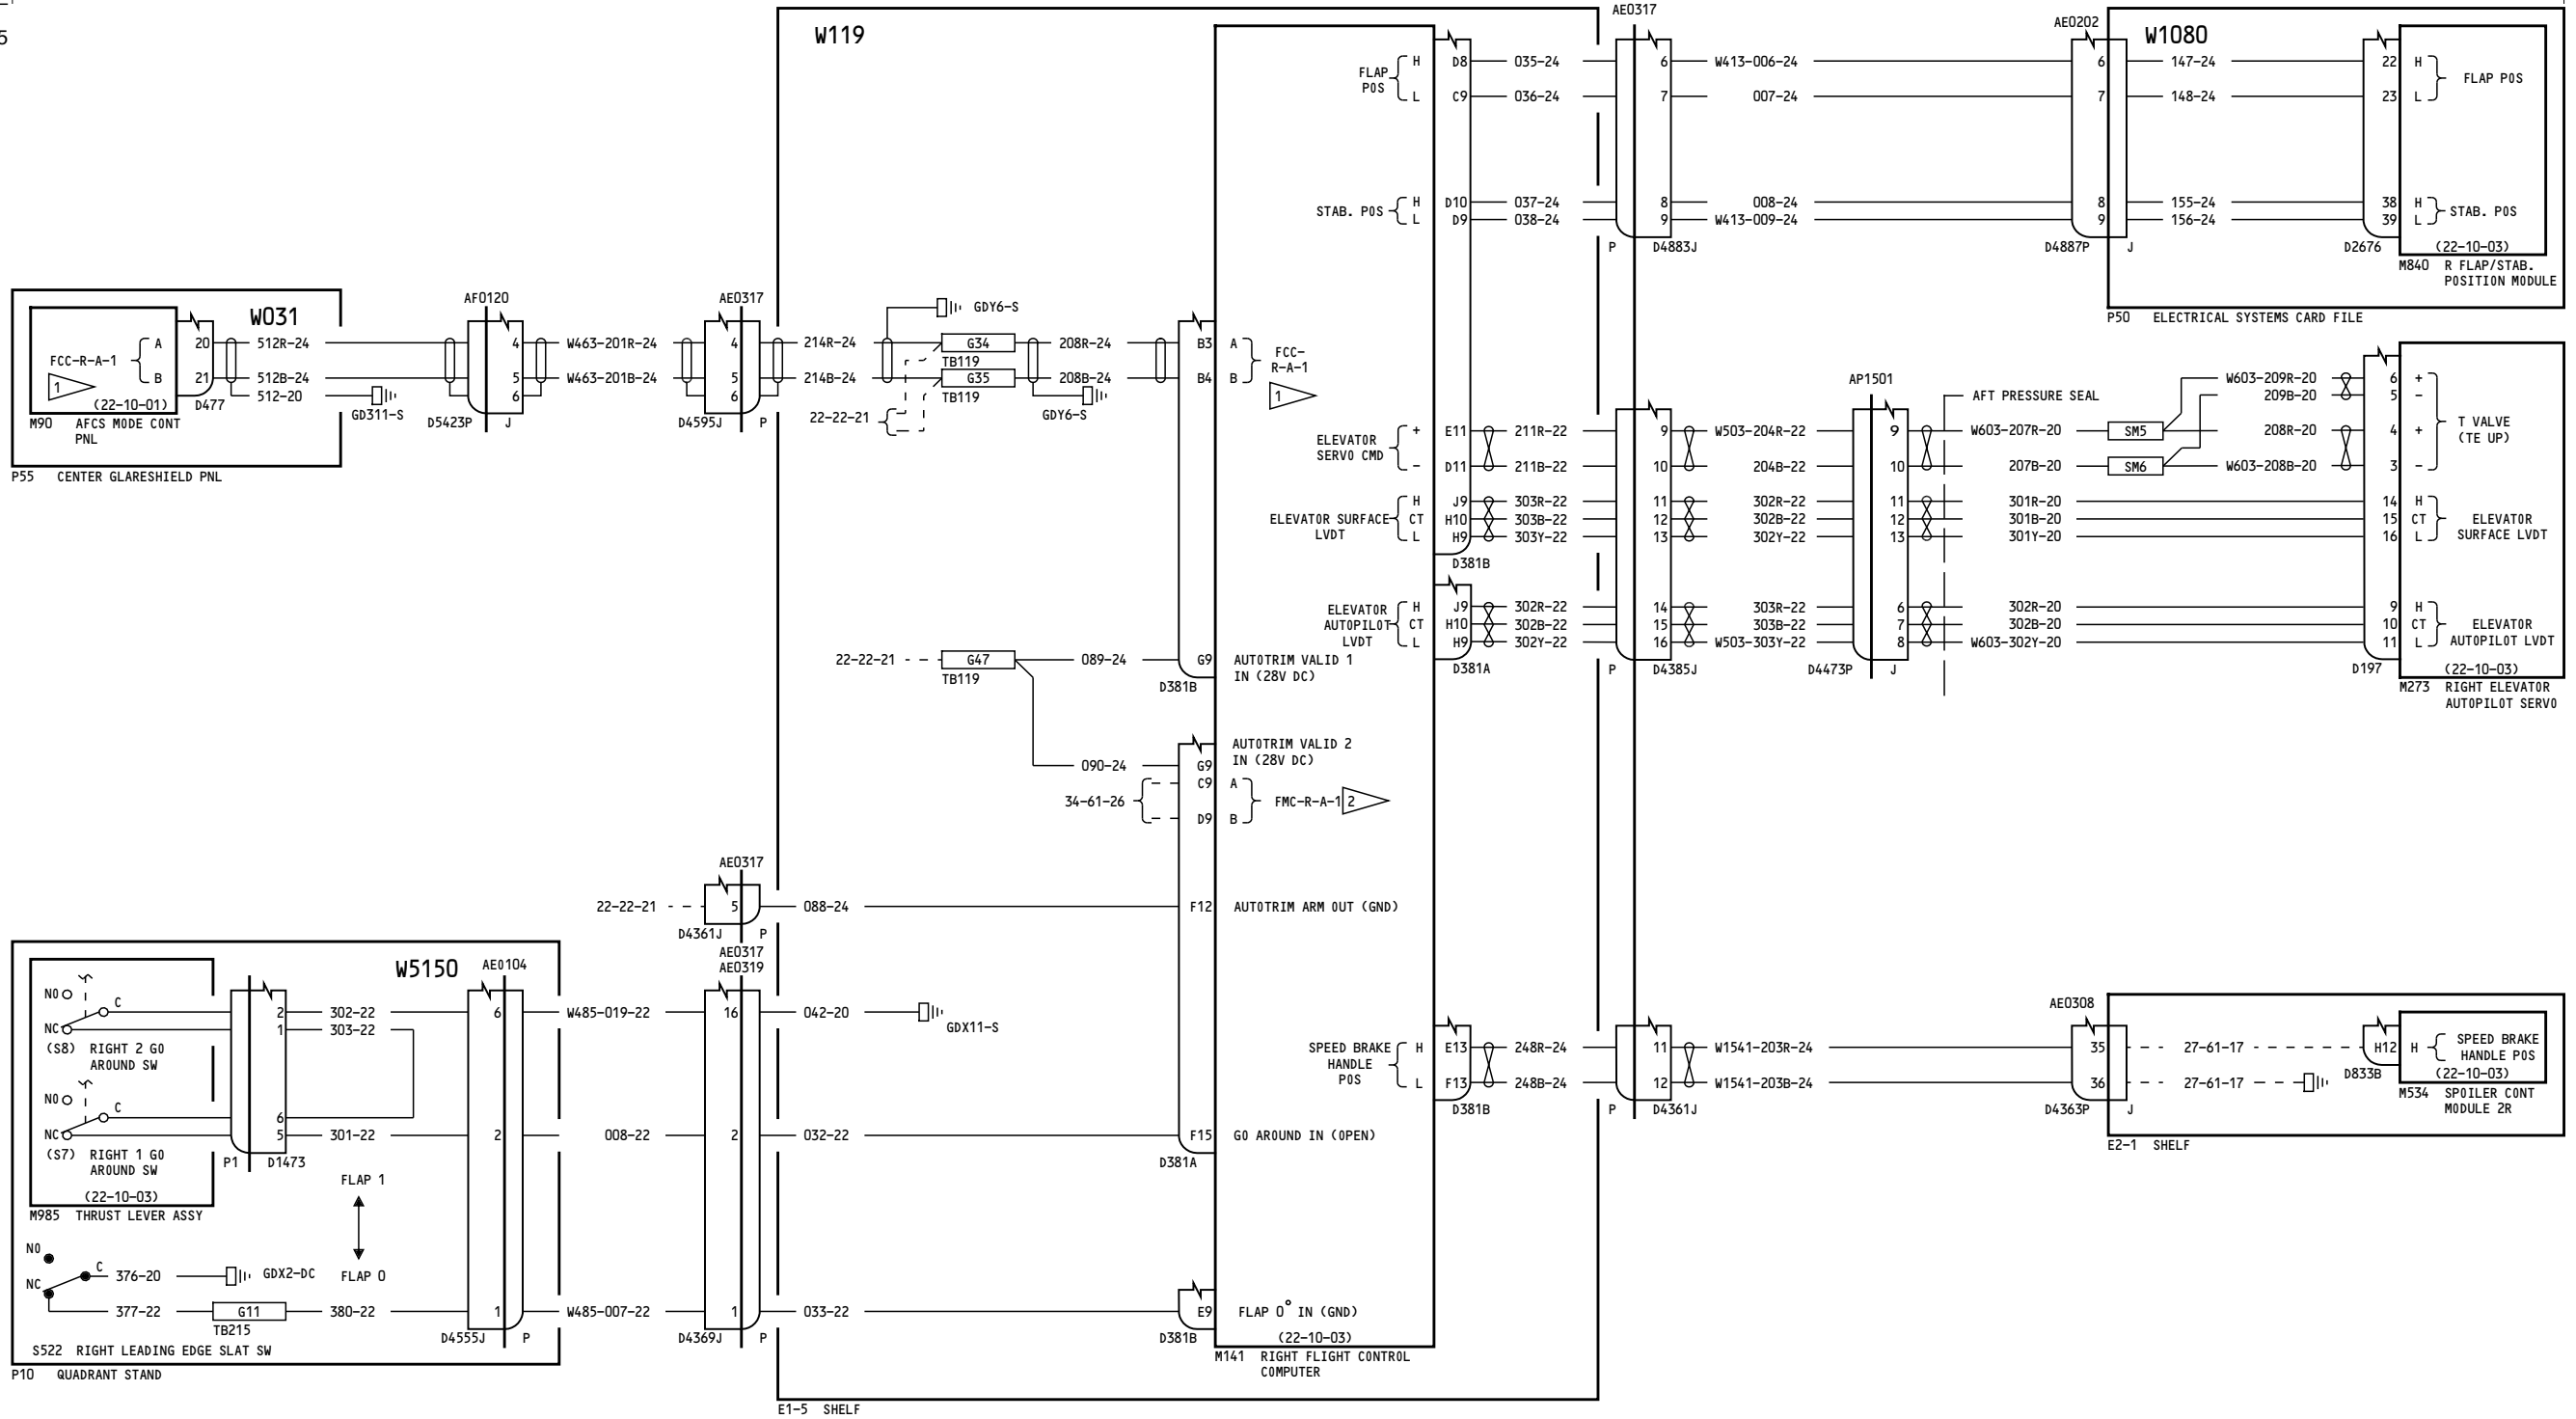 5
W119
AE0317
AE0202
W1080
FLAP
POS
H
L
D8
C9
035-24
036-24
6
7
W413-006-24
007-24
6
7
147-24
148-24
22
23
H
L
FLAP POS
STAB. POS
H
L
D10
D9
037-24
038-24
8
9
008-24
W413-009-24
8
9
155-24
156-24
38
39
H
L
STAB. POS
P
D4883J
D4887P
J
D2676
(22-10-03)
M840 R FLAP/STAB.
POSITION MODULE
P50 ELECTRICAL SYSTEMS CARD FILE
W031
FCC-R-A-1
1
A
B
20
21
512R-24
512B-24
512-20
GD311-S
(22-10-01)
D477
M90 AFCS MODE CONT
PNL
P55 CENTER GLARESHIELD PNL
AF0120
4
5
6
D5423P
J
W463-201R-24
W463-201B-24
AE0317
4
5
6
D4595J
P
214R-24
214B-24
22-22-21
GDY6-S
G34
TB119
G35
TB119
208R-24
208B-24
GDY6-S
B3
B4
A
B
FCC-
R-A-1
1
ELEVATOR
SERVO CMD
+
-
E11
D11
211R-22
211B-22
9
10
W503-204R-22
204B-22
AP1501
9
10
AFT PRESSURE SEAL
W603-207R-20
207B-20
SM5
SM6
W603-209R-20
209B-20
208R-20
W603-208B-20
6
5
4
3
+
-
+
-
T VALVE
(TE UP)
ELEVATOR SURFACE
LVDT
H
CT
L
J9
H10
H9
303R-22
303B-22
303Y-22
11
12
13
302R-22
302B-22
302Y-22
11
12
13
301R-20
301B-20
301Y-20
14
15
16
H
CT
L
ELEVATOR
SURFACE LVDT
D381B
ELEVATOR
AUTOPILOT
LVDT
H
CT
L
J9
H10
H9
302R-22
302B-22
302Y-22
14
15
16
303R-22
303B-22
W503-303Y-22
6
7
8
302R-20
302B-20
W603-302Y-20
9
10
11
H
CT
L
ELEVATOR
AUTOPILOT LVDT
D381A
P
D4385J
D4473P
J
D197
(22-10-03)
M273 RIGHT ELEVATOR
AUTOPILOT SERVO
22-22-21
G47
TB119
089-24
G9
AUTOTRIM VALID 1
IN (28V DC)
D381B
AUTOTRIM VALID 2
IN (28V DC)
090-24
G9
34-61-26
C9
D9
A
B
FMC-R-A-1
2
AE0317
22-22-21
5
088-24
F12
AUTOTRIM ARM OUT (GND)
D4361J
P
AE0317
AE0319
W5150
AE0104
NO
C
NC
(S8) RIGHT 2 GO
AROUND SW
2
1
302-22
303-22
6
W485-019-22
16
042-20
GDX11-S
NO
C
NC
(S7) RIGHT 1 GO
AROUND SW
6
5
301-22
2
008-22
2
032-22
F15
GO AROUND IN (OPEN)
P1
D1473
D381A
(22-10-03)
M985 THRUST LEVER ASSY
FLAP 1
FLAP 0
NO
C
NC
376-20
GDX2-DC
377-22
G11
TB215
380-22
1
W485-007-22
1
033-22
E9
FLAP 0° IN (GND)
D4555J
P
D4369J
P
D381B
(22-10-03)
S522 RIGHT LEADING EDGE SLAT SW
P10 QUADRANT STAND
M141 RIGHT FLIGHT CONTROL
COMPUTER
E1-5 SHELF
SPEED BRAKE
HANDLE
POS
H
L
E13
F13
248R-24
248B-24
11
12
W1541-203R-24
W1541-203B-24
D381B
P
D4361J
AE0308
35
36
27-61-17
27-61-17
H12
H
SPEED BRAKE
HANDLE POS
D833B
(22-10-03)
D4363P
J
M534 SPOILER CONT
MODULE 2R
E2-1 SHELF